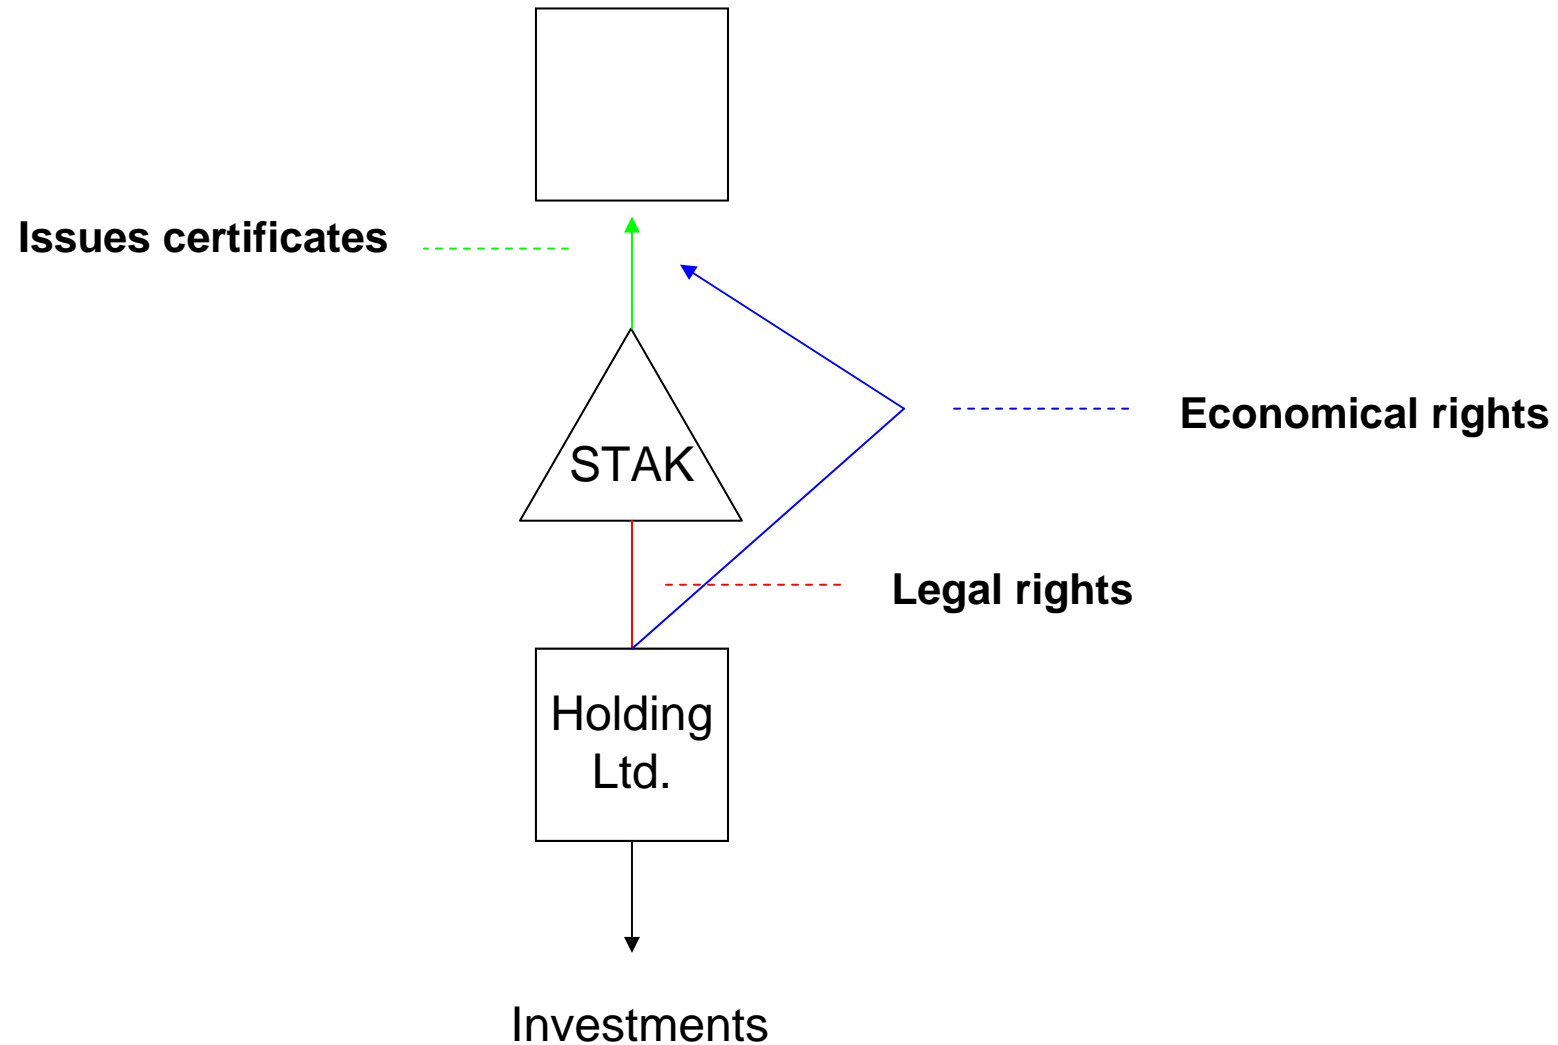 Issues certificates
Economical rights
STAK
Legal rights
Holding
Ltd.
Investments